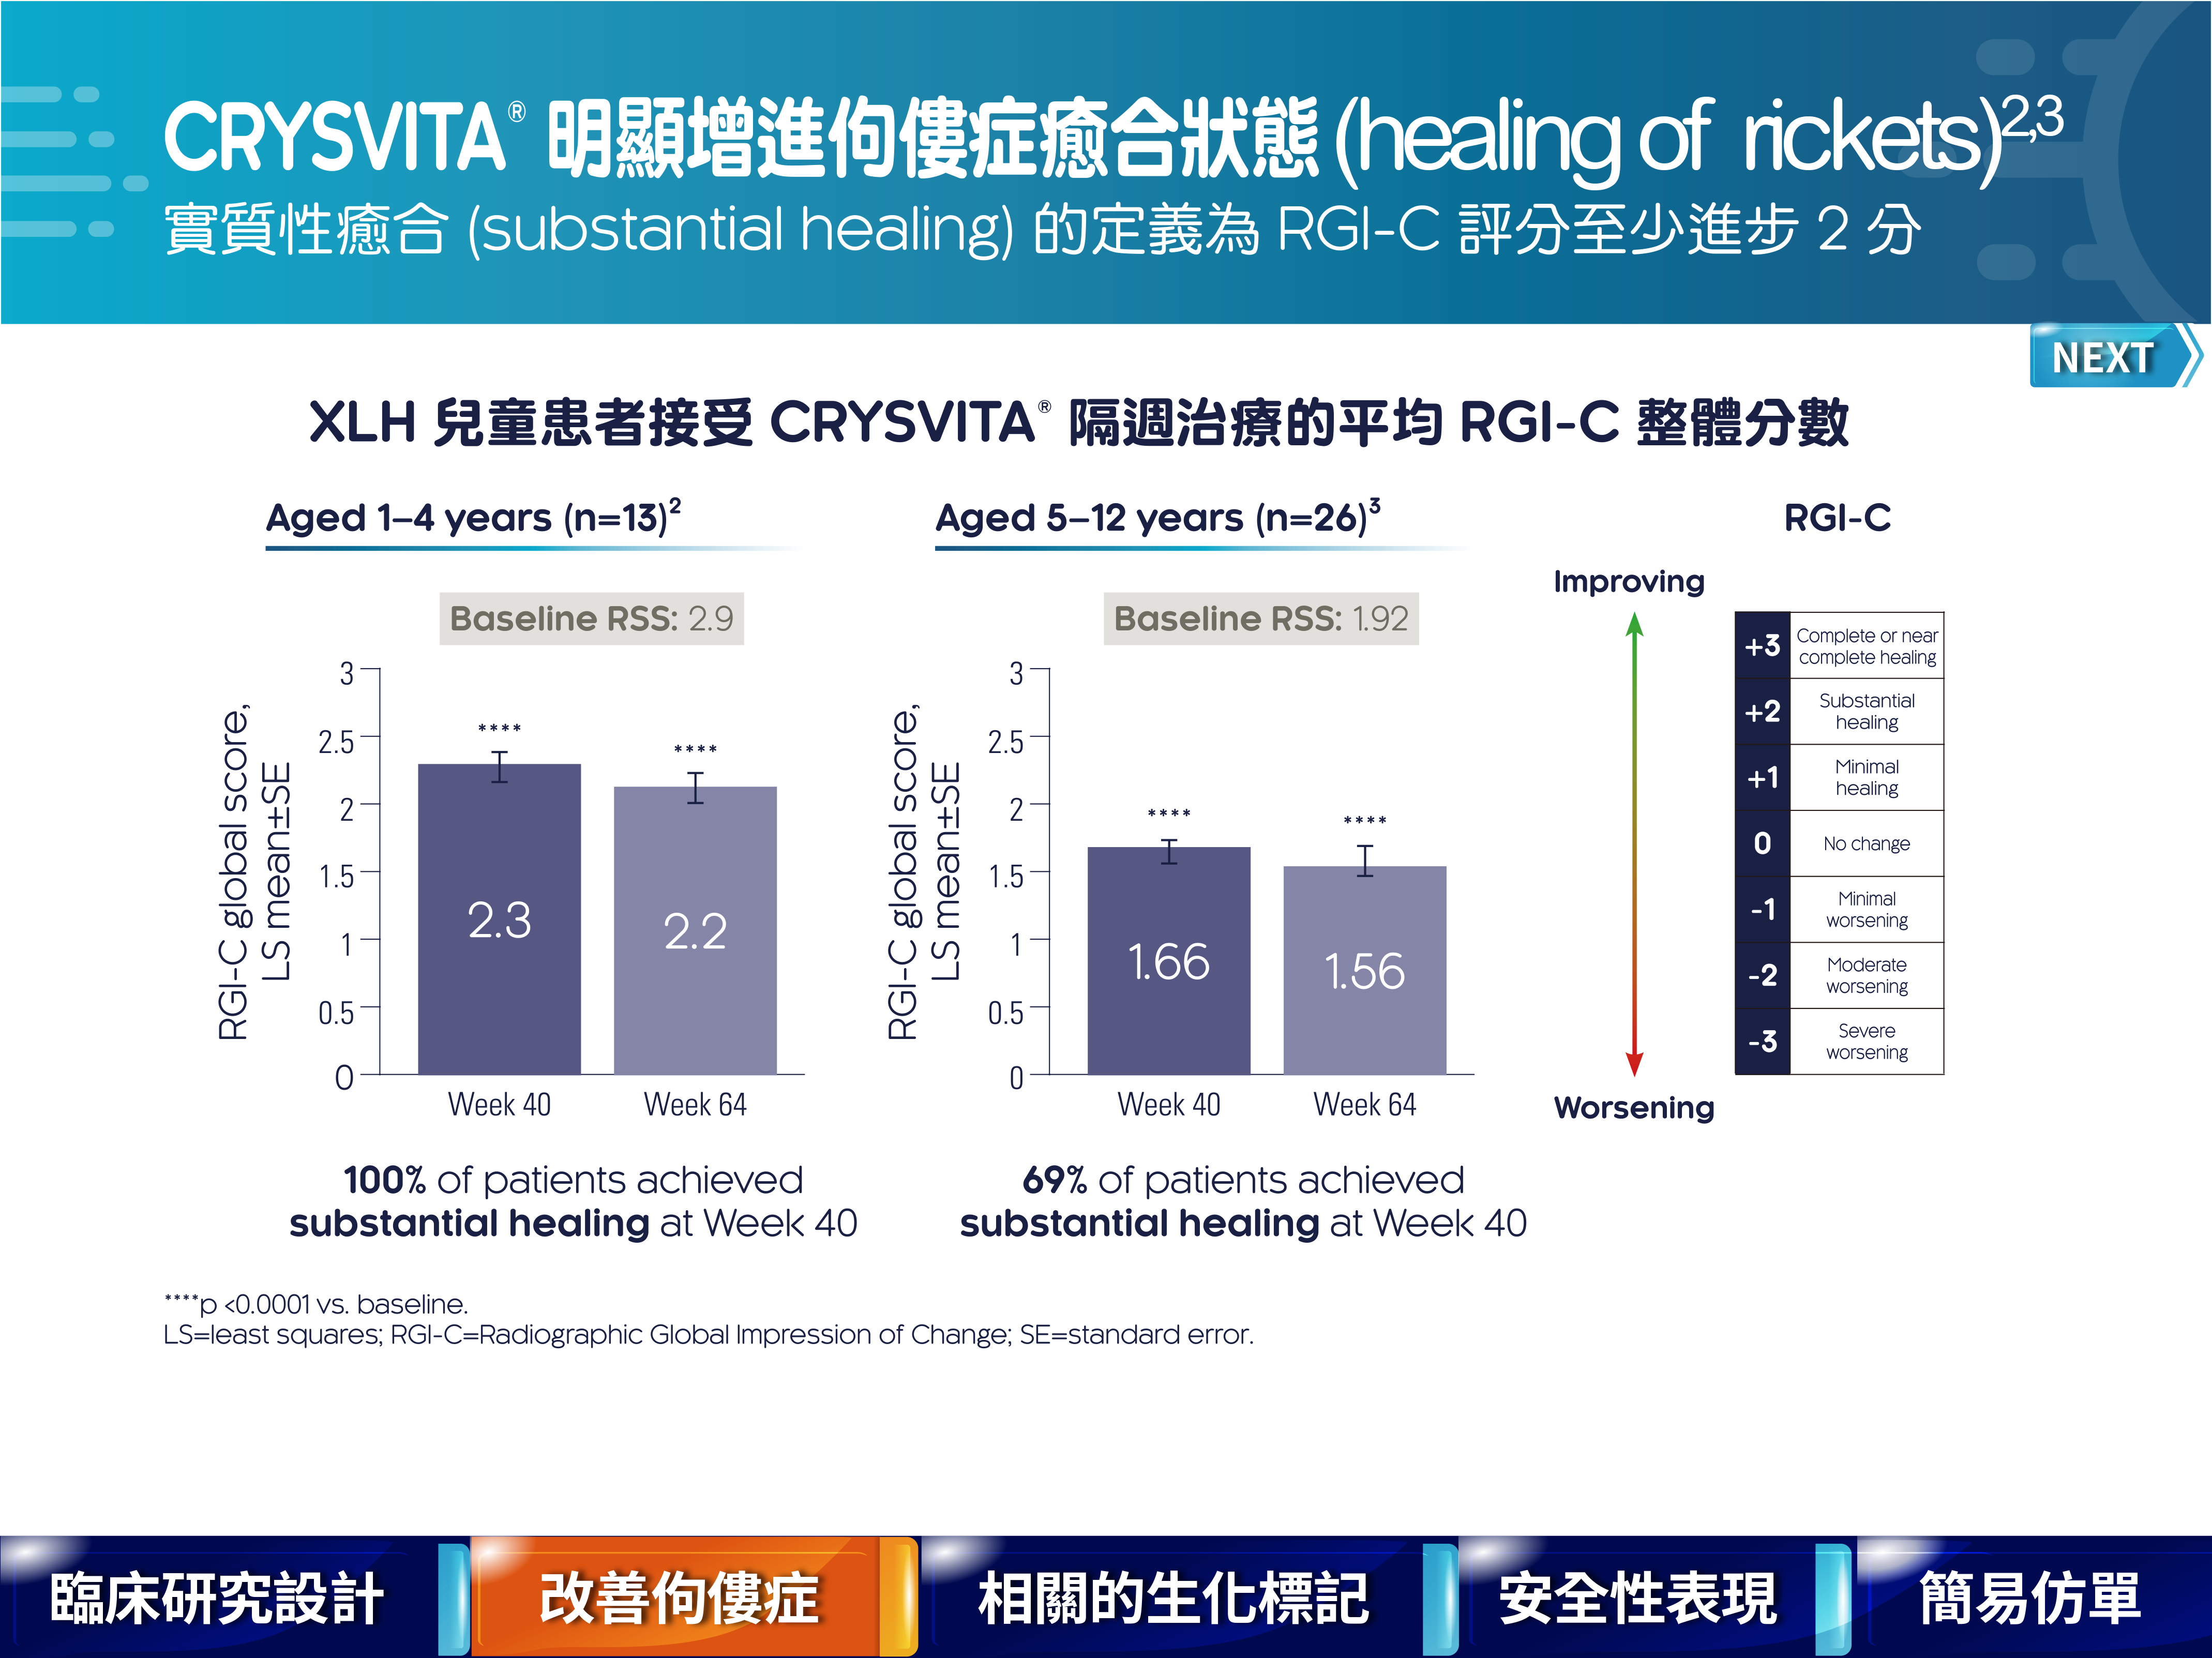 CRYSVITA® 明顯增進佝僂症癒合狀態 (healing of rickets)2,3
實質性癒合 (substantial healing) 的定義為 RGI-C 評分至少進步 2 分
NEXT
XLH 兒童患者接受 CRYSVITA® 隔週治療的平均 RGI-C 整體分數
Aged 1–4 years (n=13)2
Baseline RSS: 2.9
RGI-C global score,
LS mean±SE
3
2.5
2
1.5
1
0.5
0
****
****
2.3
2.2
Week 40
Week 64
100% of patients achieved
substantial healing at Week 40
Aged 5–12 years (n=26)3
Baseline RSS: 1.92
RGI-C global score,
LS mean±SE
3
2.5
2
1.5
1
0.5
0
****
****
1.66
1.56
Week 40
Week 64
69% of patients achieved
substantial healing at Week 40
RGI-C
Improving
Worsening
+3 Complete or near
complete healing
+2 Substantial
healing
+1 Minimal
healing
0 No change
-1 Minimal
worsening
-2 Moderate
worsening
-3 Severe
worsening
****p <0.0001 vs. baseline.
LS=least squares; RGI-C=Radiographic Global Impression of Change; SE=standard error.
臨床研究設計
改善佝僂症
相關的生化標記
安全性表現
簡易仿單